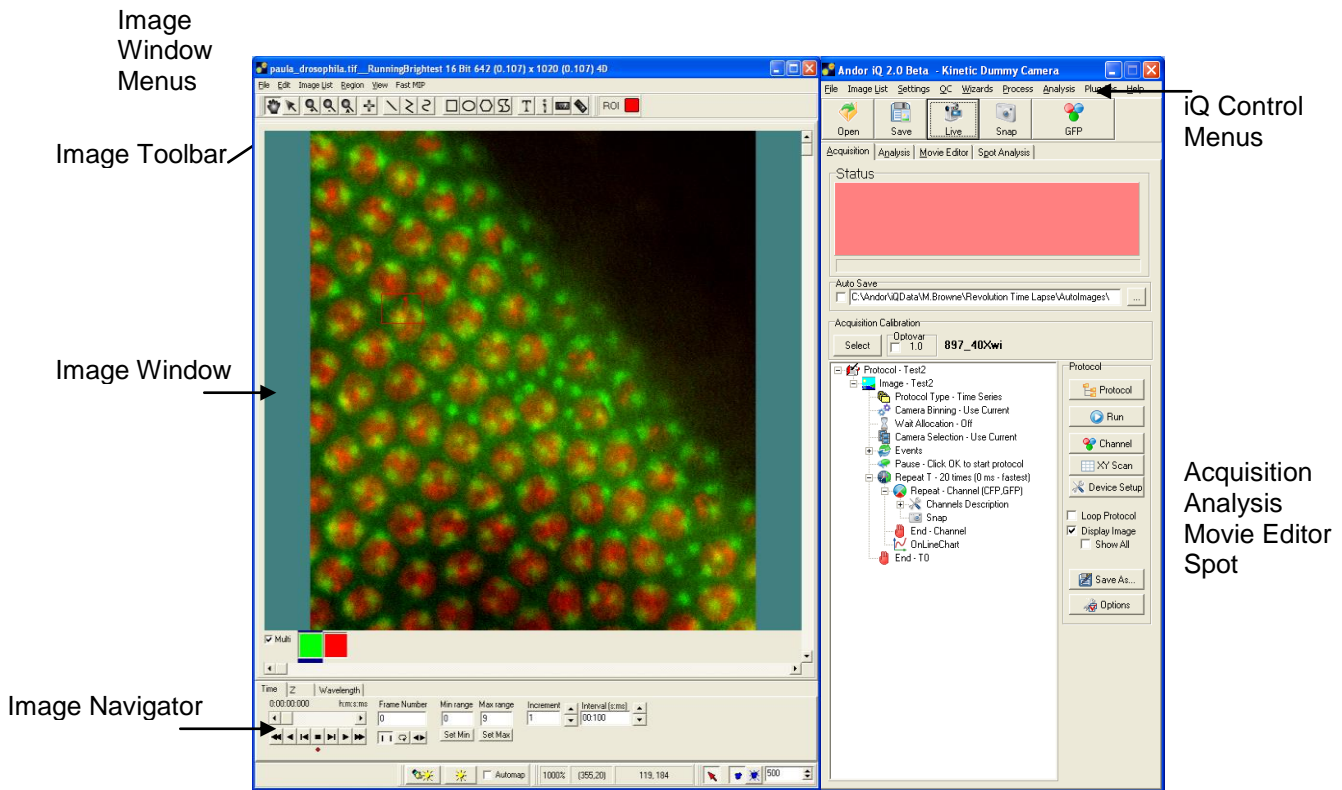 Image
Window
Menus
Image Toolbar
Image Window
Image Navigator
paula_drosophila.tif__RunningBrightest 16 Bit 642 (0.107) x 1020 (0.107) 4D
File Edit Image List Region View Fast MIP
ROI
Multi
Time Z Wavelength
0:00:00:000 h:m:s:ms Frame Number Min range Max range Increment Interval (s:ms)
0 0 9 1 00:100
Set Min Set Max
Automap 1000% (355,20) 119, 184 500
Andor iQ 2.0 Beta - Kinetic Dummy Camera
File Image List Settings QC Wizards Process Analysis Help
Open Save Live Snap GFP
Acquisition Analysis Movie Editor Spot Analysis
Status
Auto Save
C:\Andor\iQData\M.Browne\Revolution Time Lapse\AutoImages\ ...
Acquisition Calibration
Select Optovar 1.0 897_40Xwi
Protocol - Test2
Image - Test2
Protocol Type - Time Series
Camera Binning - Use Current
Wait Allocation - Off
Camera Selection - Use Current
Events
Pause - Click OK to start protocol
Repeat T - 20 times (0 ms - fastest)
Repeat - Channel (CFP,GFP)
Channels Description
Snap
End - Channel
OnLineChart
End - T0
Protocol
Protocol
Run
Channel
XY Scan
Device Setup
Loop Protocol
Display Image
Show All
Save As...
Options
iQ Control
Menus
Acquisition
Analysis
Movie Editor
Spot